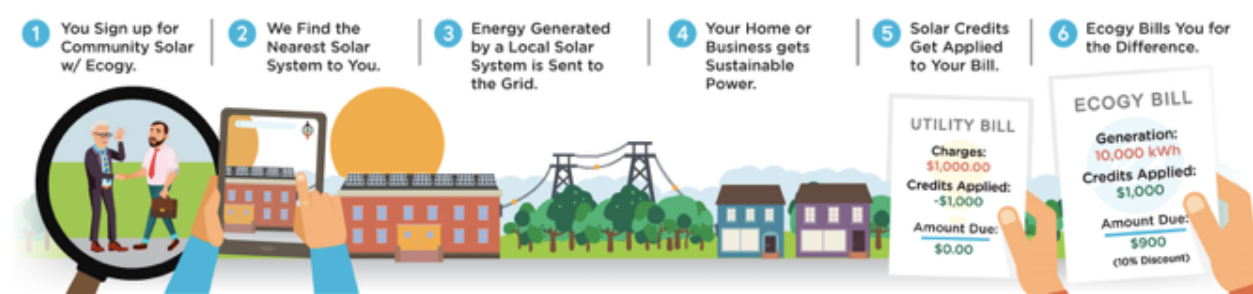 1
You Sign up for
Community Solar
w/ Ecogy.
2
We Find the
Nearest Solar
System to You.
3
Energy Generated
by a Local Solar
System is Sent to
the Grid.
4
Your Home or
Business gets
Sustainable
Power.
5
Solar Credits
Get Applied
to Your Bill.
6
Ecogy Bills You for
the Difference.
UTILITY BILL
Charges:
$1,000.00
Credits Applied:
-$1,000
Amount Due:
$0.00
ECOGY BILL
Generation:
10,000 kWh
Credits Applied:
$1,000
Amount Due:
$900
(10% Discount)